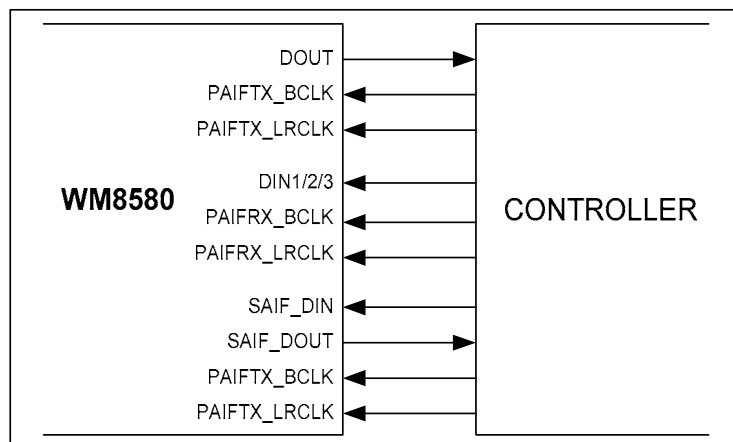 DOUT
PAIFTX_BCLK
PAIFTX_LRCLK
DIN1/2/3
WM8580
PAIFRX_BCLK
CONTROLLER
PAIFRX_LRCLK
SAIF_DIN
SAIF_DOUT
PAIFTX_BCLK
PAIFTX_LRCLK